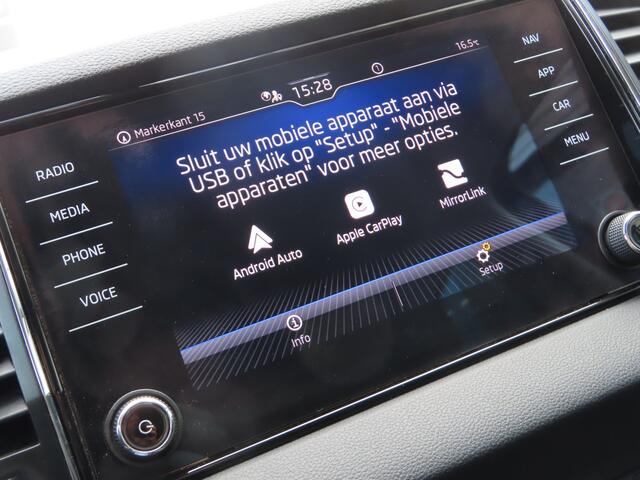 15:28
16.5°c
Markerkant 15
Sluit uw mobiele apparaat aan via
USB of klik op "Setup" - "Mobiele
apparaten" voor meer opties.
Android Auto
Apple CarPlay
MirrorLink
Info
Setup
RADIO
MEDIA
PHONE
VOICE
NAV
APP
CAR
MENU